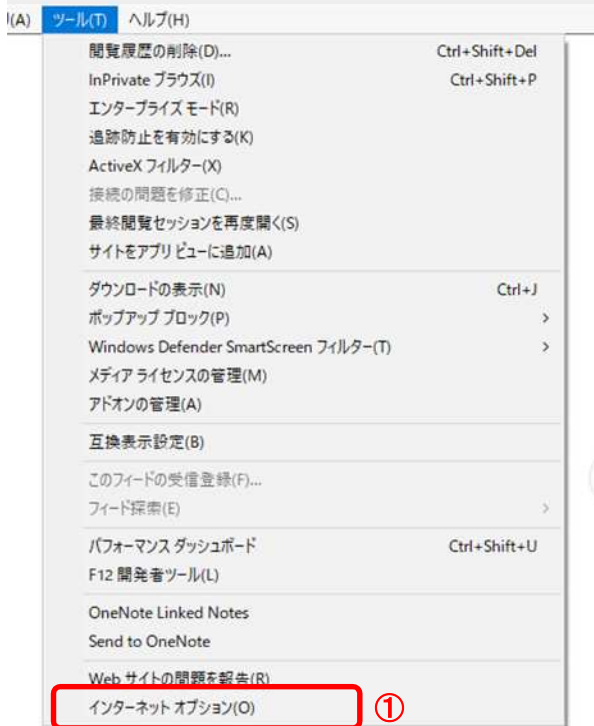 (A) ツール(T) ヘルプ(H)
閲覧履歴の削除(D)... Ctrl+Shift+Del
InPrivate ブラウズ(I) Ctrl+Shift+P
エンタープライズ モード(R)
追跡防止を有効にする(K)
ActiveX フィルター(X)
接続の問題を修正(C)...
最終閲覧セッションを再度開く(S)
サイトをアプリ ビューに追加(A)
ダウンロードの表示(N) Ctrl+J
ポップアップ ブロック(P) >
Windows Defender SmartScreen フィルター(T) >
メディア ライセンスの管理(M)
アドオンの管理(A)
互換表示設定(B)
このフィードの受信登録(F)...
フィード探索(E) >
パフォーマンス ダッシュボード Ctrl+Shift+U
F12 開発者ツール(L)
OneNote Linked Notes
Send to OneNote
Web サイトの問題を報告(R)
インターネット オプション(O) ①